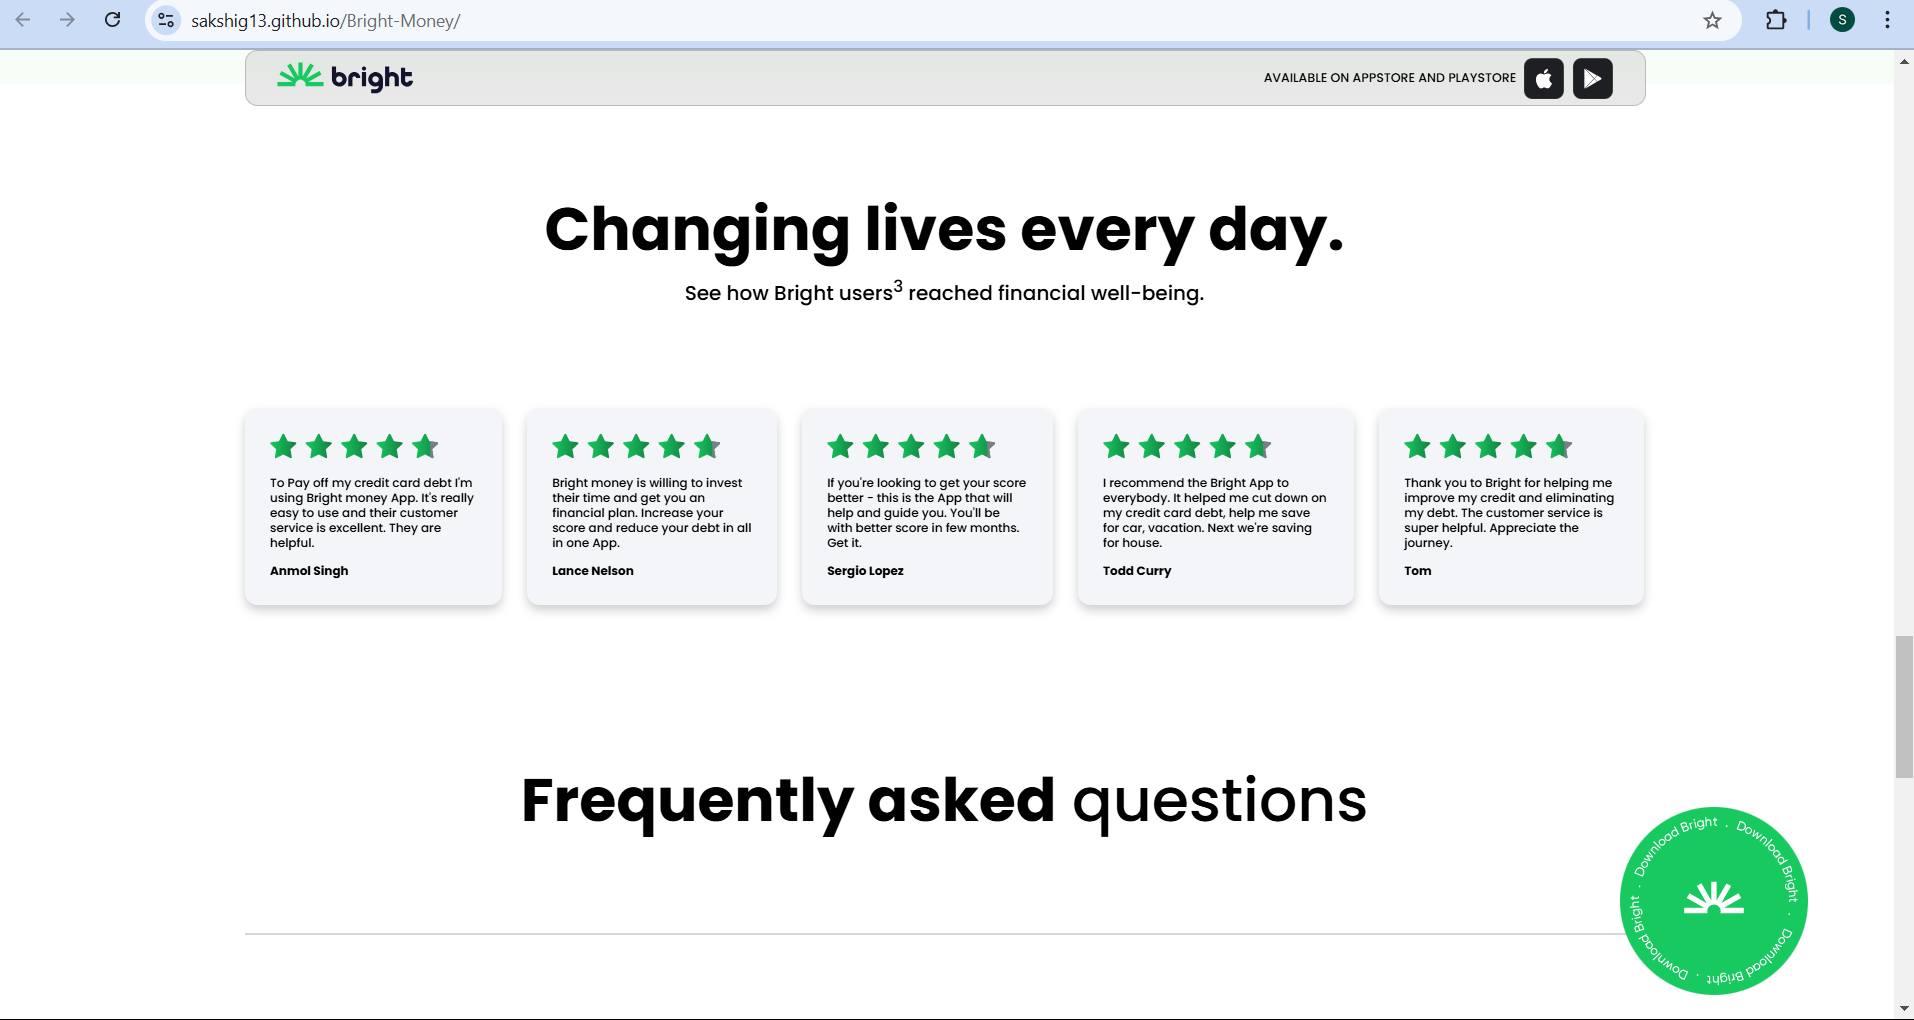 sakshig13.github.io/Bright-Money/
S
bright
AVAILABLE ON APPSTORE AND PLAYSTORE
Changing lives every day.
See how Bright users³ reached financial well-being.
To Pay off my credit card debt I'm
using Bright money App. It's really
easy to use and their customer
service is excellent. They are
helpful.
Anmol Singh
Bright money is willing to invest
their time and get you an
financial plan. Increase your
score and reduce your debt in all
in one App.
Lance Nelson
If you're looking to get your score
better - this is the App that will
help and guide you. You'll be
with better score in few months.
Get it.
Sergio Lopez
I recommend the Bright App to
everybody. It helped me cut down on
my credit card debt, help me save
for car, vacation. Next we're saving
for house.
Todd Curry
Thank you to Bright for helping me
improve my credit and eliminating
my debt. The customer service is
super helpful. Appreciate the
journey.
Tom
Frequently asked questions
Download Bright . Download Bright . Download Bright . Download Bright .